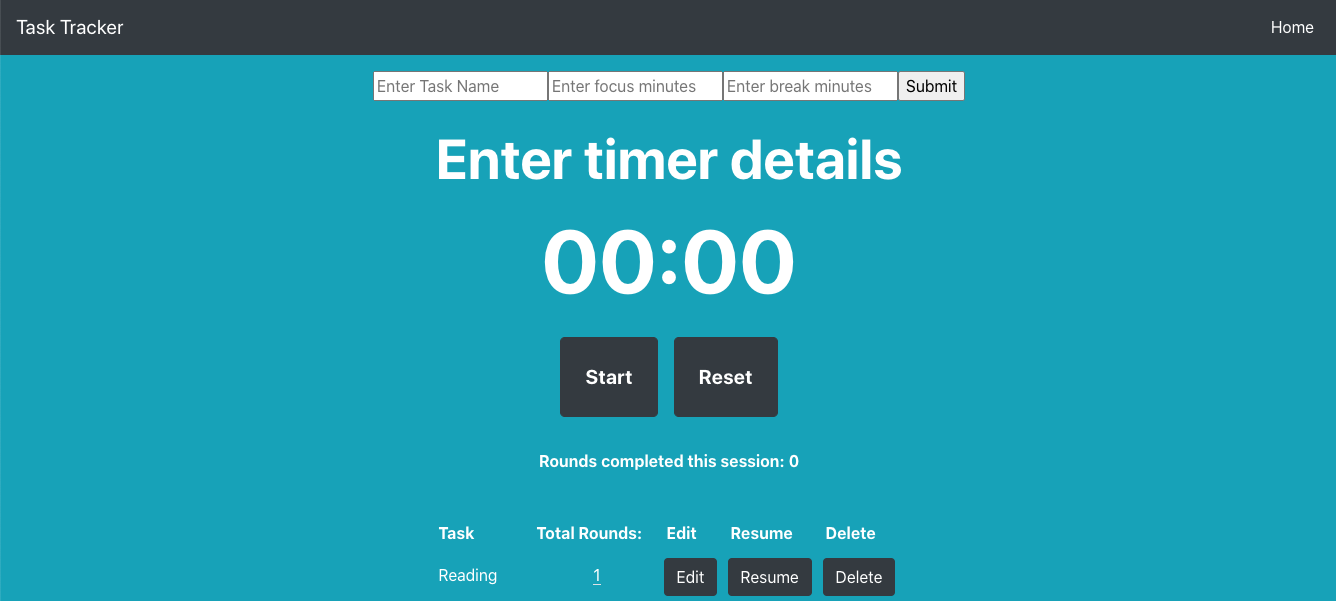 Task Tracker Home
Enter Task Name Enter focus minutes Enter break minutes Submit
Enter timer details
00:00
Start Reset
Rounds completed this session: 0
Task Total Rounds: Edit Resume Delete
Reading 1 Edit Resume Delete